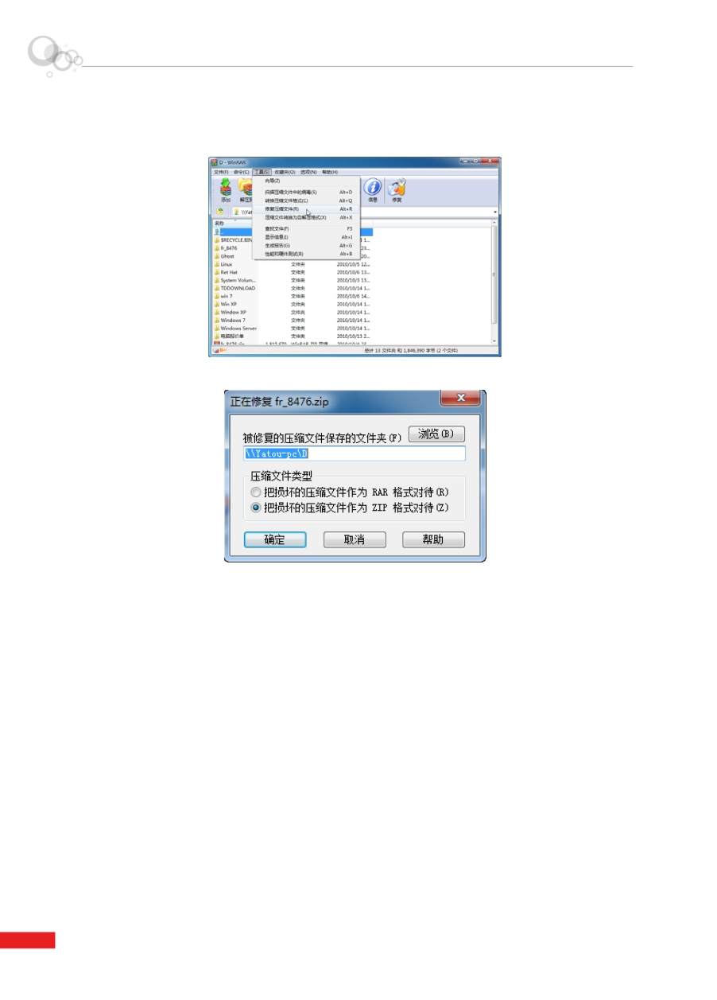 D - WinRAR
文件(F) 命令(C) 工具(S) 收藏夹(O) 选项(N) 帮助(H)
向导(Z)
扫描压缩文件中的病毒(S) Alt+D
转换压缩文件格式(C) Alt+Q
修复压缩文件(R) Alt+R
压缩文件转换为自解压格式(X) Alt+X
查找文件(F) F3
显示信息(I) Alt+I
生成报告(G) Alt+G
性能和硬件测试(B) Alt+B
添加 解压到 信息 修复
\\Yat
名称
..
$RECYCLE.BIN
fr_8476
Ghost
Linux 文件夹 2010/10/5 12...
Ret Hat 文件夹 2010/10/6 13...
System Volum... 文件夹 2010/10/3 13...
TDDOWNLOAD 文件夹 2010/10/14 1...
win 7 文件夹 2010/10/6 14...
Win XP 文件夹 2010/10/14 1...
Window XP 文件夹 2010/10/14 1...
Windows 7 文件夹 2010/10/14 1...
Windows Server 文件夹 2010/10/14 1...
电脑报价单 文件夹 2010/10/13 2...
fr_8476.zip 1,815,670 WinRAR ZIP 压缩 2010/10/4 23...
总计 13 文件夹 和 1,846,390 字节 (2 个文件)
正在修复 fr_8476.zip
被修复的压缩文件保存的文件夹(F) 浏览(B)
\\Yatou-pc\D
压缩文件类型
把损坏的压缩文件作为 RAR 格式对待(R)
把损坏的压缩文件作为 ZIP 格式对待(Z)
确定 取消 帮助